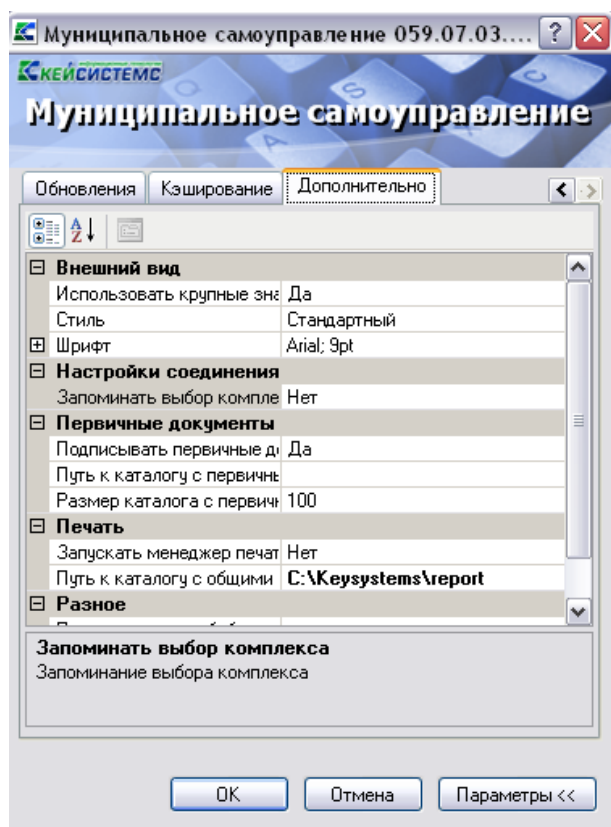 Муниципальное самоуправление 059.07.03....
КЕЙСИСТЕМС
Муниципальное самоуправление
Обновления Кэширование Дополнительно
Внешний вид
Использовать крупные зна Да
Стиль Стандартный
Шрифт Arial; 9pt
Настройки соединения
Запоминать выбор компле Нет
Первичные документы
Подписывать первичные д Да
Путь к каталогу с первичны
Размер каталога с первич 100
Печать
Запускать менеджер печат Нет
Путь к каталогу с общими C:\Keysystems\report
Разное
Запоминать выбор комплекса
Запоминание выбора комплекса
ОК Отмена Параметры <<